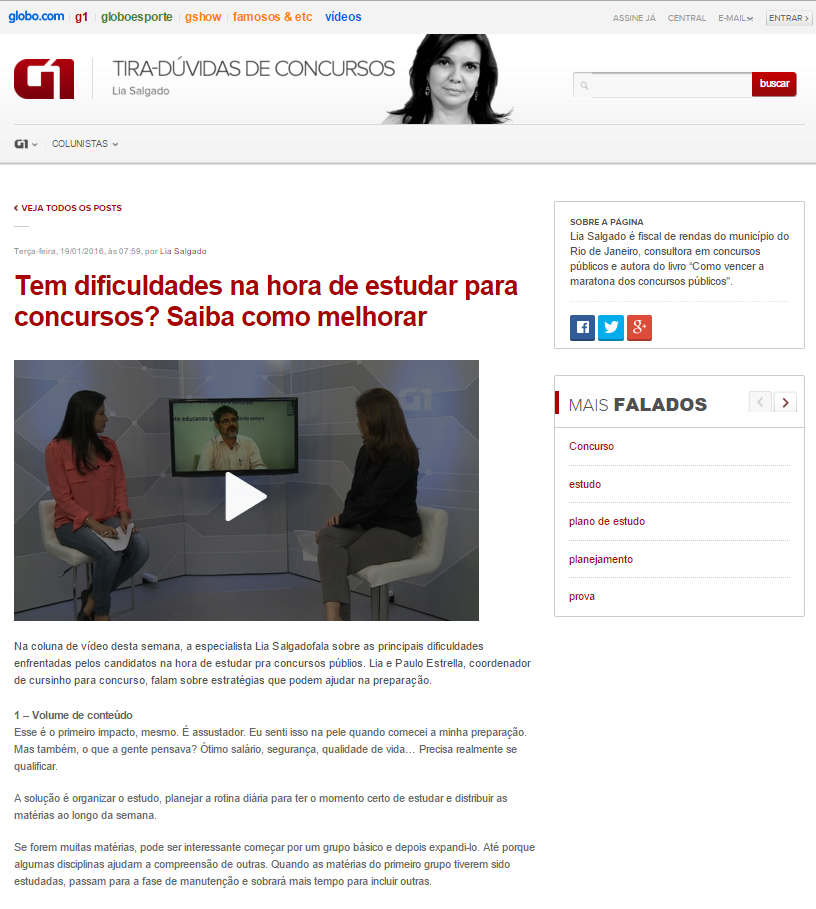 globo.com g1 globoesporte gshow famosos & etc vídeos
ASSINE JÁ CENTRAL E-MAIL ENTRAR
G1
TIRA-DÚVIDAS DE CONCURSOS
Lia Salgado
buscar
G1 COLUNISTAS
VEJA TODOS OS POSTS
Terça-feira, 19/01/2016, às 07:59, por Lia Salgado
Tem dificuldades na hora de estudar para
concursos? Saiba como melhorar
G1
Na coluna de vídeo desta semana, a especialista Lia Salgadofala sobre as principais dificuldades
enfrentadas pelos candidatos na hora de estudar pra concursos públios. Lia e Paulo Estrella, coordenador
de cursinho para concurso, falam sobre estratégias que podem ajudar na preparação.
1 – Volume de conteúdo
Esse é o primeiro impacto, mesmo. É assustador. Eu senti isso na pele quando comecei a minha preparação.
Mas também, o que a gente pensava? Ótimo salário, segurança, qualidade de vida… Precisa realmente se
qualificar.
A solução é organizar o estudo, planejar a rotina diária para ter o momento certo de estudar e distribuir as
matérias ao longo da semana.
Se forem muitas matérias, pode ser interessante começar por um grupo básico e depois expandi-lo. Até porque
algumas disciplinas ajudam a compreensão de outras. Quando as matérias do primeiro grupo tiverem sido
estudadas, passam para a fase de manutenção e sobrará mais tempo para incluir outras.
SOBRE A PÁGINA
Lia Salgado é fiscal de rendas do município do
Rio de Janeiro, consultora em concursos
públicos e autora do livro “Como vencer a
maratona dos concursos públicos".
MAIS FALADOS
Concurso
estudo
plano de estudo
planejamento
prova